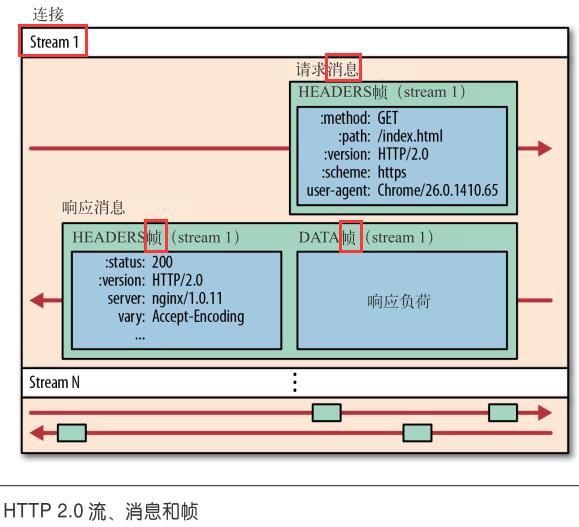 连接
Stream 1
请求消息
HEADERS帧（stream 1）
:method: GET
:path: /index.html
:version: HTTP/2.0
:scheme: https
user-agent: Chrome/26.0.1410.65
响应消息
HEADERS帧（stream 1）
:status: 200
:version: HTTP/2.0
server: nginx/1.0.11
vary: Accept-Encoding
...
DATA帧（stream 1）
响应负荷
Stream N
HTTP 2.0 流、消息和帧